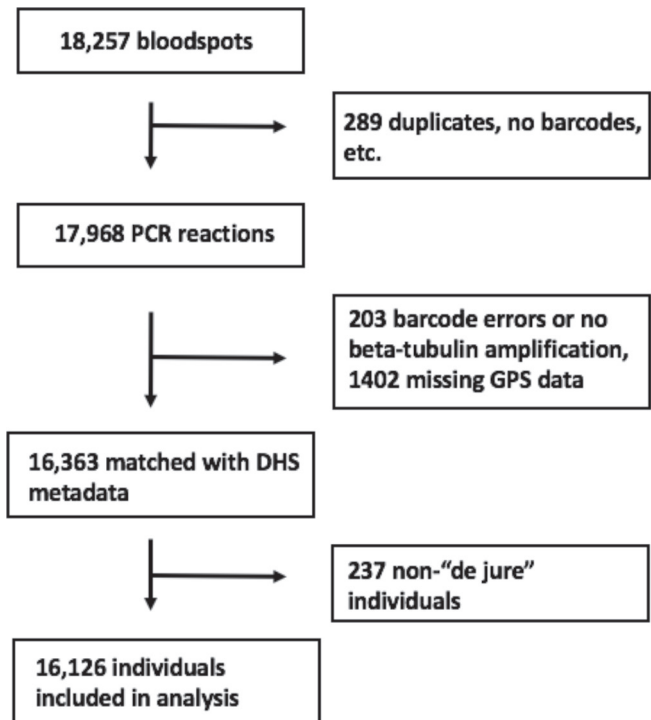 18,257 bloodspots
289 duplicates, no barcodes,
etc.
17,968 PCR reactions
203 barcode errors or no
beta-tubulin amplification,
1402 missing GPS data
16,363 matched with DHS
metadata
237 non-“de jure”
individuals
16,126 individuals
included in analysis